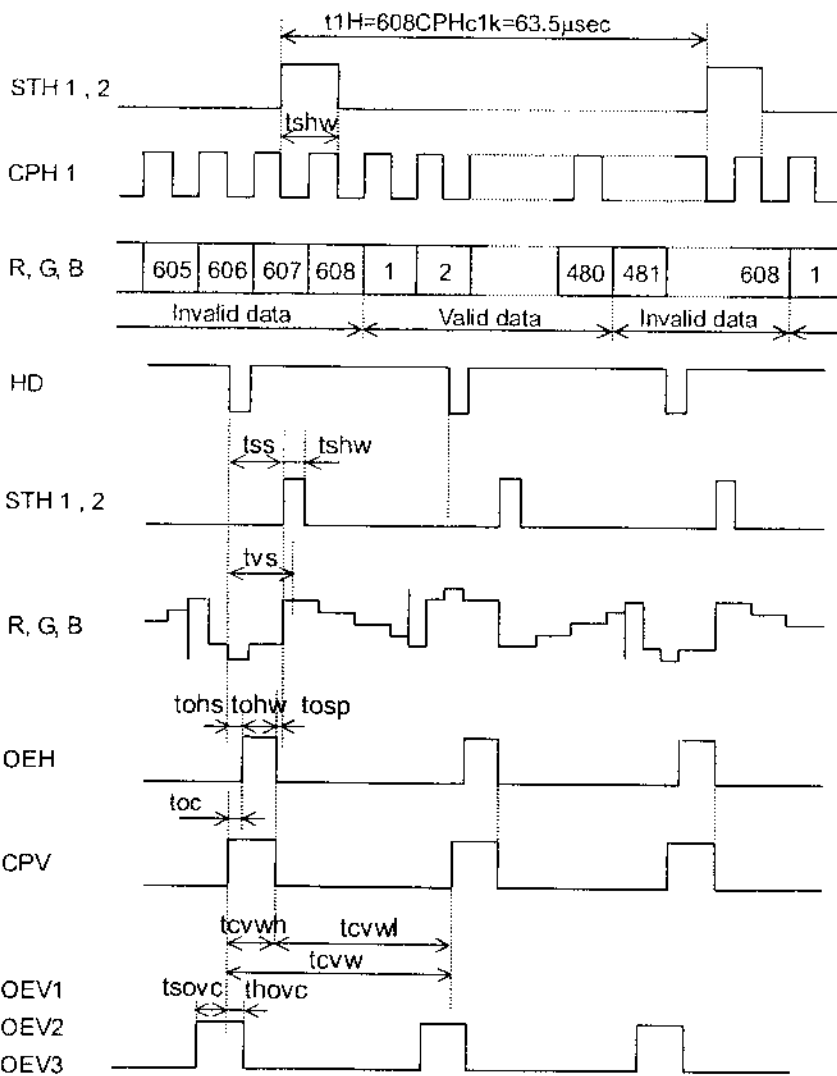 t1H=608CPHc1k=63.5µsec
STH 1 , 2
tshw
CPH 1
R, G, B 605 606 607 608 1 2 480 481 608 1
Invalid data Valid data Invalid data
HD
tss tshw
STH 1 , 2
tvs
R, G, B
tohs tohw tosp
OEH
toc
CPV
tcvwh tcvwl
tcvw
OEV1 tsovc thovc
OEV2
OEV3